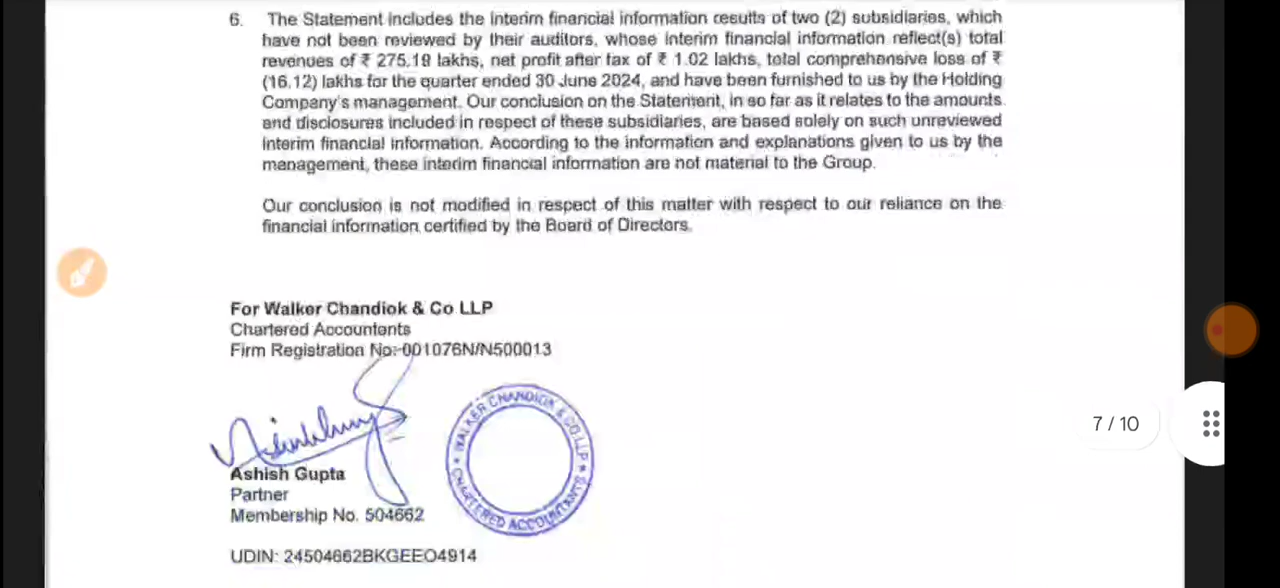 6. The Statement includes the interim financial information results of two (2) subsidiaries, which
have not been reviewed by their auditors, whose interim financial information reflect(s) total
revenues of ₹ 275.19 lakhs, net profit after tax of ₹ 1.02 lakhs, total comprehensive loss of ₹
(16.12) lakhs for the quarter ended 30 June 2024, and have been furnished to us by the Holding
Company's management. Our conclusion on the Statement, in so far as it relates to the amounts
and disclosures included in respect of these subsidiaries, are based solely on such unreviewed
interim financial information. According to the information and explanations given to us by the
management, these interim financial information are not material to the Group.
Our conclusion is not modified in respect of this matter with respect to our reliance on the
financial information certified by the Board of Directors.
For Walker Chandiok & Co LLP
Chartered Accountants
Firm Registration No:-001076N/N500013
WALKER CHANDIOK & CO LLP
CHARTERED ACCOUNTANTS
7 / 10
Ashish Gupta
Partner
Membership No. 504662
UDIN: 24504662BKGEEO4914